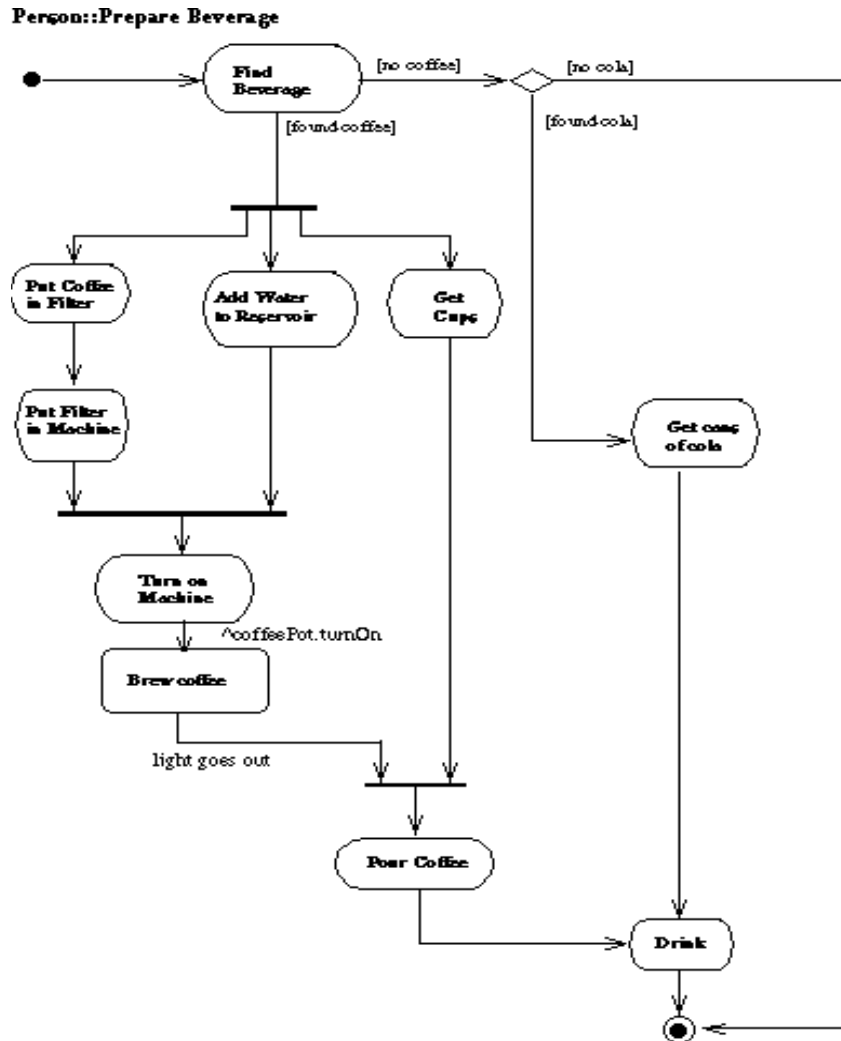 Person::Prepare Beverage
Find
Beverage
[no coffee]
[no cola]
[found coffee]
[found cola]
Put Coffee
in Filter
Add Water
to Reservoir
Get
Cups
Put Filter
in Machine
Get cans
of cola
Turn on
Machine
^coffeePot.turnOn
Brew coffee
light goes out
Pour Coffee
Drink